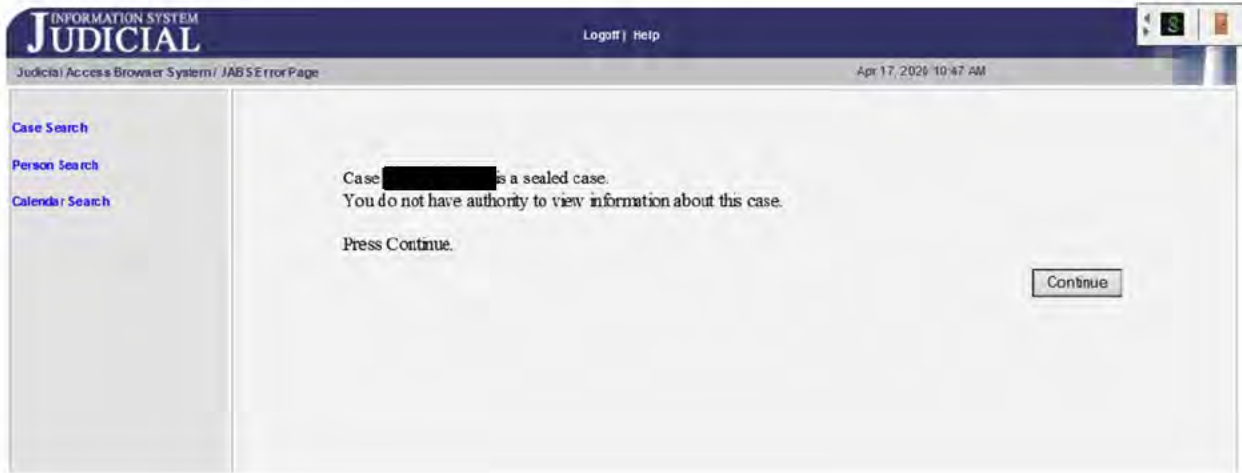 INFORMATION SYSTEM
JUDICIAL
Logoff | Help
Judicial Access Browser System / JABS Error Page
Apr 17, 2020 10:47 AM
Case Search
Person Search
Calendar Search
Case is a sealed case.
You do not have authority to view information about this case.
Press Continue.
Continue